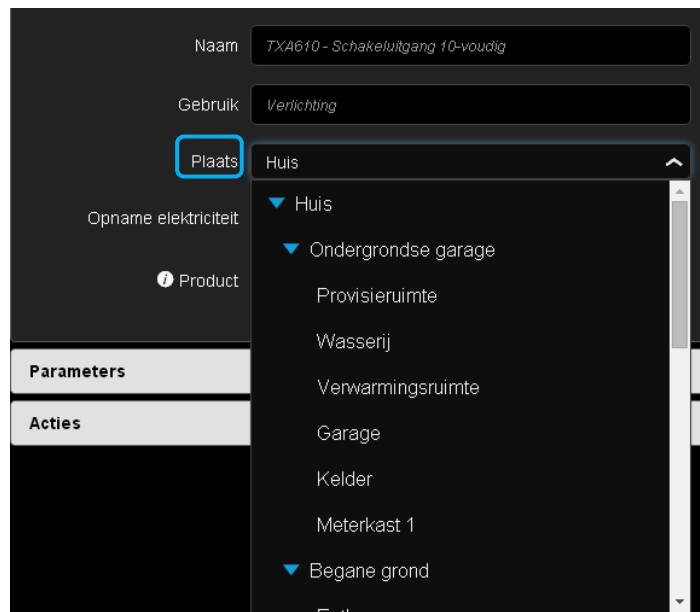 Naam
TXA610 - Schakeluitgang 10-voudig
Gebruik
Verlichting
Plaats
Huis
Huis
Opname elektriciteit
Ondergrondse garage
Product
Provisieruimte
Wasserij
Parameters
Verwarmingsruimte
Acties
Garage
Kelder
Meterkast 1
Begane grond